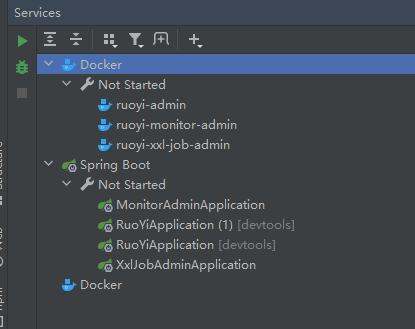 Services
Docker
Not Started
ruoyi-admin
ruoyi-monitor-admin
ruoyi-xxl-job-admin
Spring Boot
Not Started
MonitorAdminApplication
RuoYiApplication (1) [devtools]
RuoYiApplication [devtools]
XxlJobAdminApplication
Docker